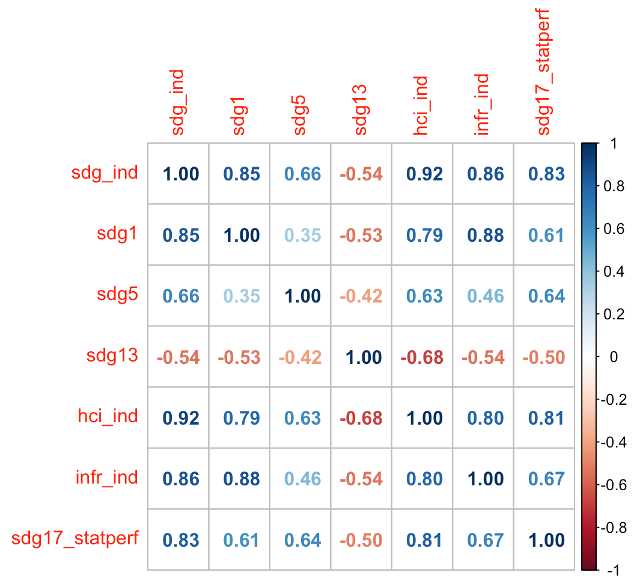 sdg_ind sdg1 sdg5 sdg13 hci_ind infr_ind sdg17_statperf
sdg_ind 1.00 0.85 0.66 -0.54 0.92 0.86 0.83
sdg1 0.85 1.00 0.35 -0.53 0.79 0.88 0.61
sdg5 0.66 0.35 1.00 -0.42 0.63 0.46 0.64
sdg13 -0.54 -0.53 -0.42 1.00 -0.68 -0.54 -0.50
hci_ind 0.92 0.79 0.63 -0.68 1.00 0.80 0.81
infr_ind 0.86 0.88 0.46 -0.54 0.80 1.00 0.67
sdg17_statperf 0.83 0.61 0.64 -0.50 0.81 0.67 1.00
1
0.8
0.6
0.4
0.2
0
-0.2
-0.4
-0.6
-0.8
-1